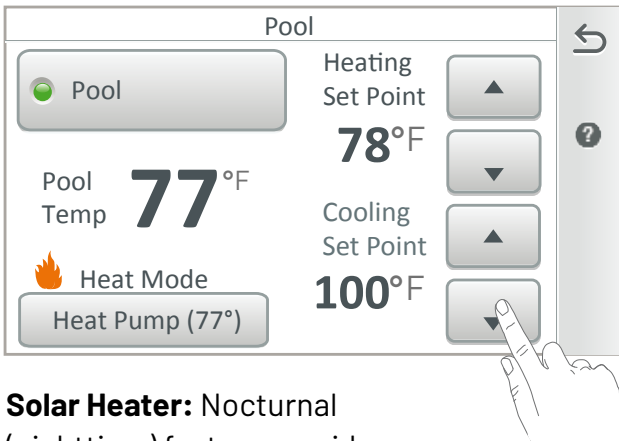 Pool
Pool
Heating
Set Point
78°F
Pool
Temp
77°F
Cooling
Set Point
100°F
Heat Mode
Heat Pump (77°)
Solar Heater: Nocturnal